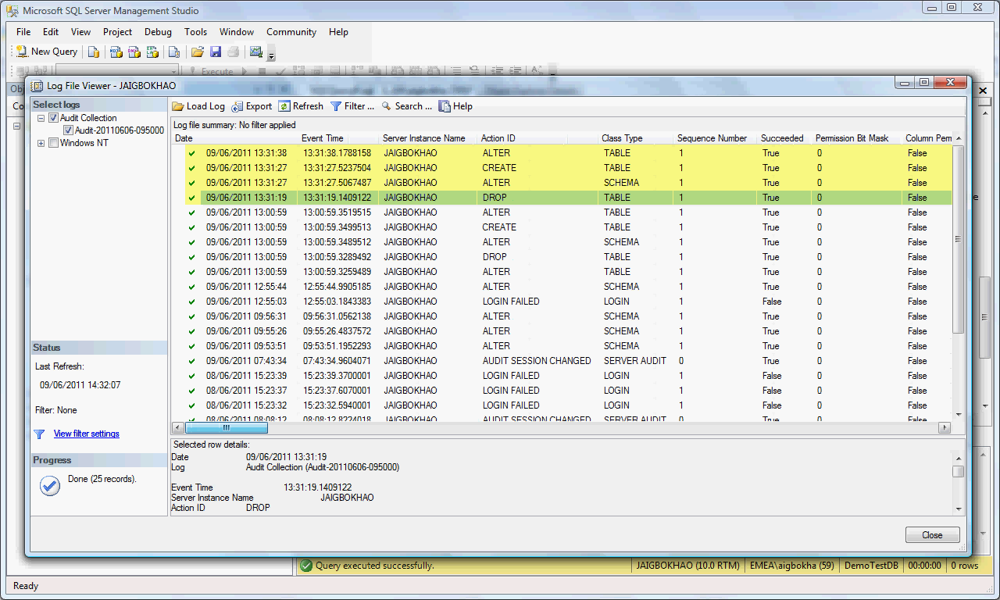 Microsoft SQL Server Management Studio
File Edit View Project Debug Tools Window Community Help
New Query
Execute
Log File Viewer - JAIGBOKHAO
Select logs
Audit Collection
Audit-20110606-095000
Windows NT
Load Log Export Refresh Filter ... Search ... Help
Log file summary: No filter applied
Date Event Time Server Instance Name Action ID Class Type Sequence Number Succeeded Permission Bit Mask Column Perm
09/06/2011 13:31:38 13:31:38.1788158 JAIGBOKHAO ALTER TABLE 1 True 0 False
09/06/2011 13:31:27 13:31:27.5237504 JAIGBOKHAO CREATE TABLE 1 True 0 False
09/06/2011 13:31:27 13:31:27.5067487 JAIGBOKHAO ALTER SCHEMA 1 True 0 False
09/06/2011 13:31:19 13:31:19.1409122 JAIGBOKHAO DROP TABLE 1 True 0 False
09/06/2011 13:00:59 13:00:59.3519515 JAIGBOKHAO ALTER TABLE 1 True 0 False
09/06/2011 13:00:59 13:00:59.3499513 JAIGBOKHAO CREATE TABLE 1 True 0 False
09/06/2011 13:00:59 13:00:59.3489512 JAIGBOKHAO ALTER SCHEMA 1 True 0 False
09/06/2011 13:00:59 13:00:59.3289492 JAIGBOKHAO DROP TABLE 1 True 0 False
09/06/2011 13:00:59 13:00:59.3259489 JAIGBOKHAO ALTER TABLE 1 True 0 False
09/06/2011 12:55:44 12:55:44.9905185 JAIGBOKHAO ALTER SCHEMA 1 True 0 False
09/06/2011 12:55:03 12:55:03.1843383 JAIGBOKHAO LOGIN FAILED LOGIN 1 False 0 False
09/06/2011 09:56:31 09:56:31.0562138 JAIGBOKHAO ALTER SCHEMA 1 True 0 False
09/06/2011 09:55:26 09:55:26.4837572 JAIGBOKHAO ALTER SCHEMA 1 True 0 False
09/06/2011 09:53:51 09:53:51.1952293 JAIGBOKHAO ALTER SCHEMA 1 True 0 False
09/06/2011 07:43:34 07:43:34.9604071 JAIGBOKHAO AUDIT SESSION CHANGED SERVER AUDIT 0 True 0 False
08/06/2011 15:23:39 15:23:39.3700001 JAIGBOKHAO LOGIN FAILED LOGIN 1 False 0 False
08/06/2011 15:23:37 15:23:37.6070001 JAIGBOKHAO LOGIN FAILED LOGIN 1 False 0 False
08/06/2011 15:23:32 15:23:32.5940001 JAIGBOKHAO LOGIN FAILED LOGIN 1 False 0 False
08/06/2011 08:08:12 08:08:12.8224018 JAIGBOKHAO AUDIT SESSION CHANGED SERVER AUDIT 0 True 0 False
Status
Last Refresh:
09/06/2011 14:32:07
Filter: None
View filter settings
Progress
Done (25 records).
Selected row details:
Date 09/06/2011 13:31:19
Log Audit Collection (Audit-20110606-095000)
Event Time 13:31:19.1409122
Server Instance Name JAIGBOKHAO
Action ID DROP
Close
Query executed successfully. JAIGBOKHAO (10.0 RTM) EMEA\aigbokha (59) DemoTestDB 00:00:00 0 rows
Ready